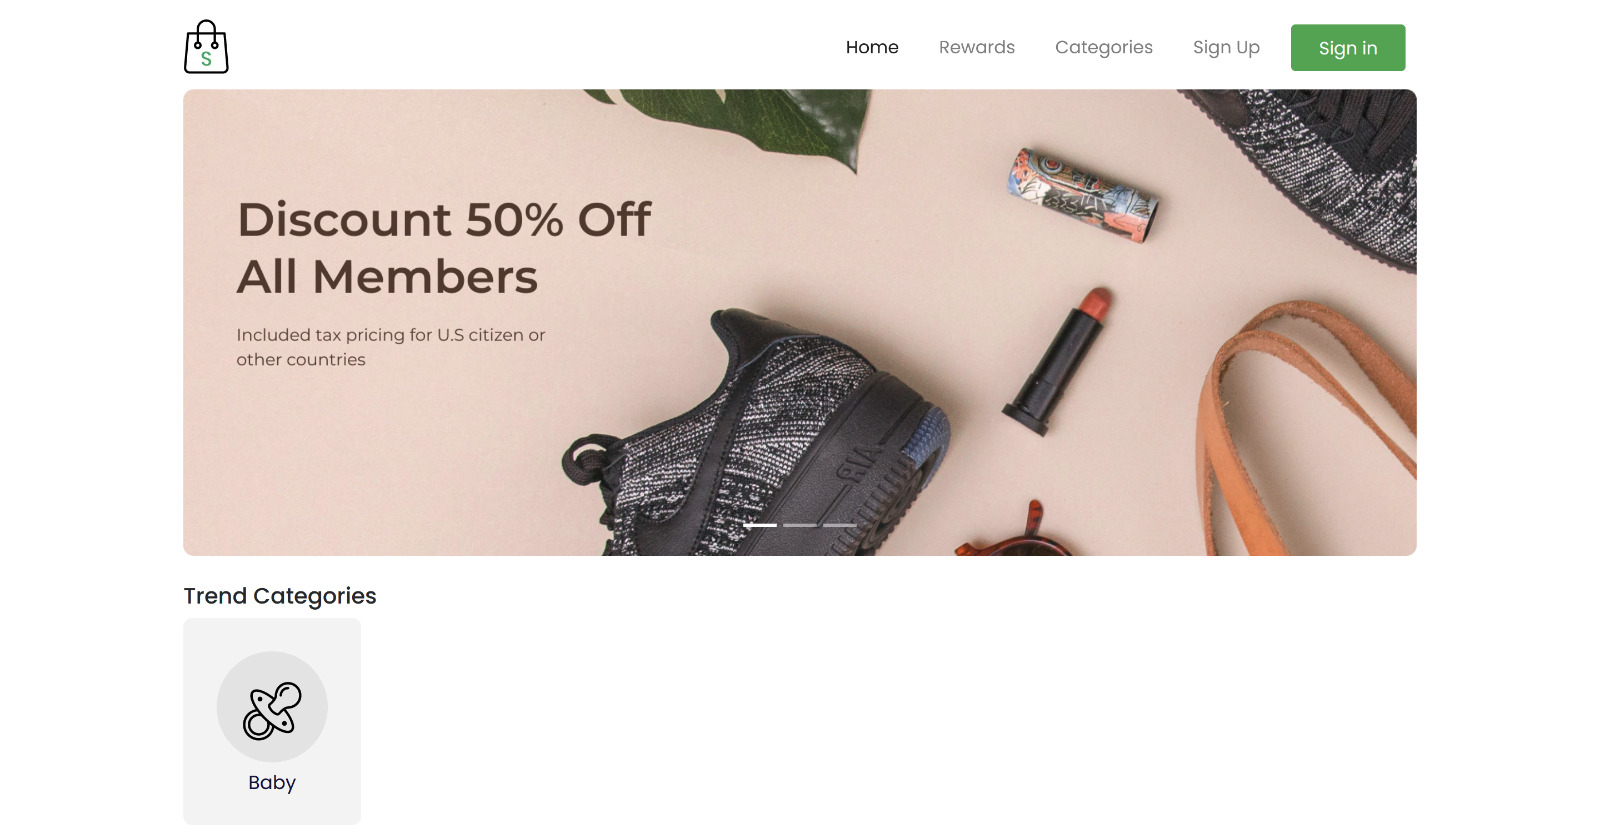 S
Home Rewards Categories Sign Up Sign in
Discount 50% Off
All Members
Included tax pricing for U.S citizen or
other countries
AIR
Trend Categories
Baby